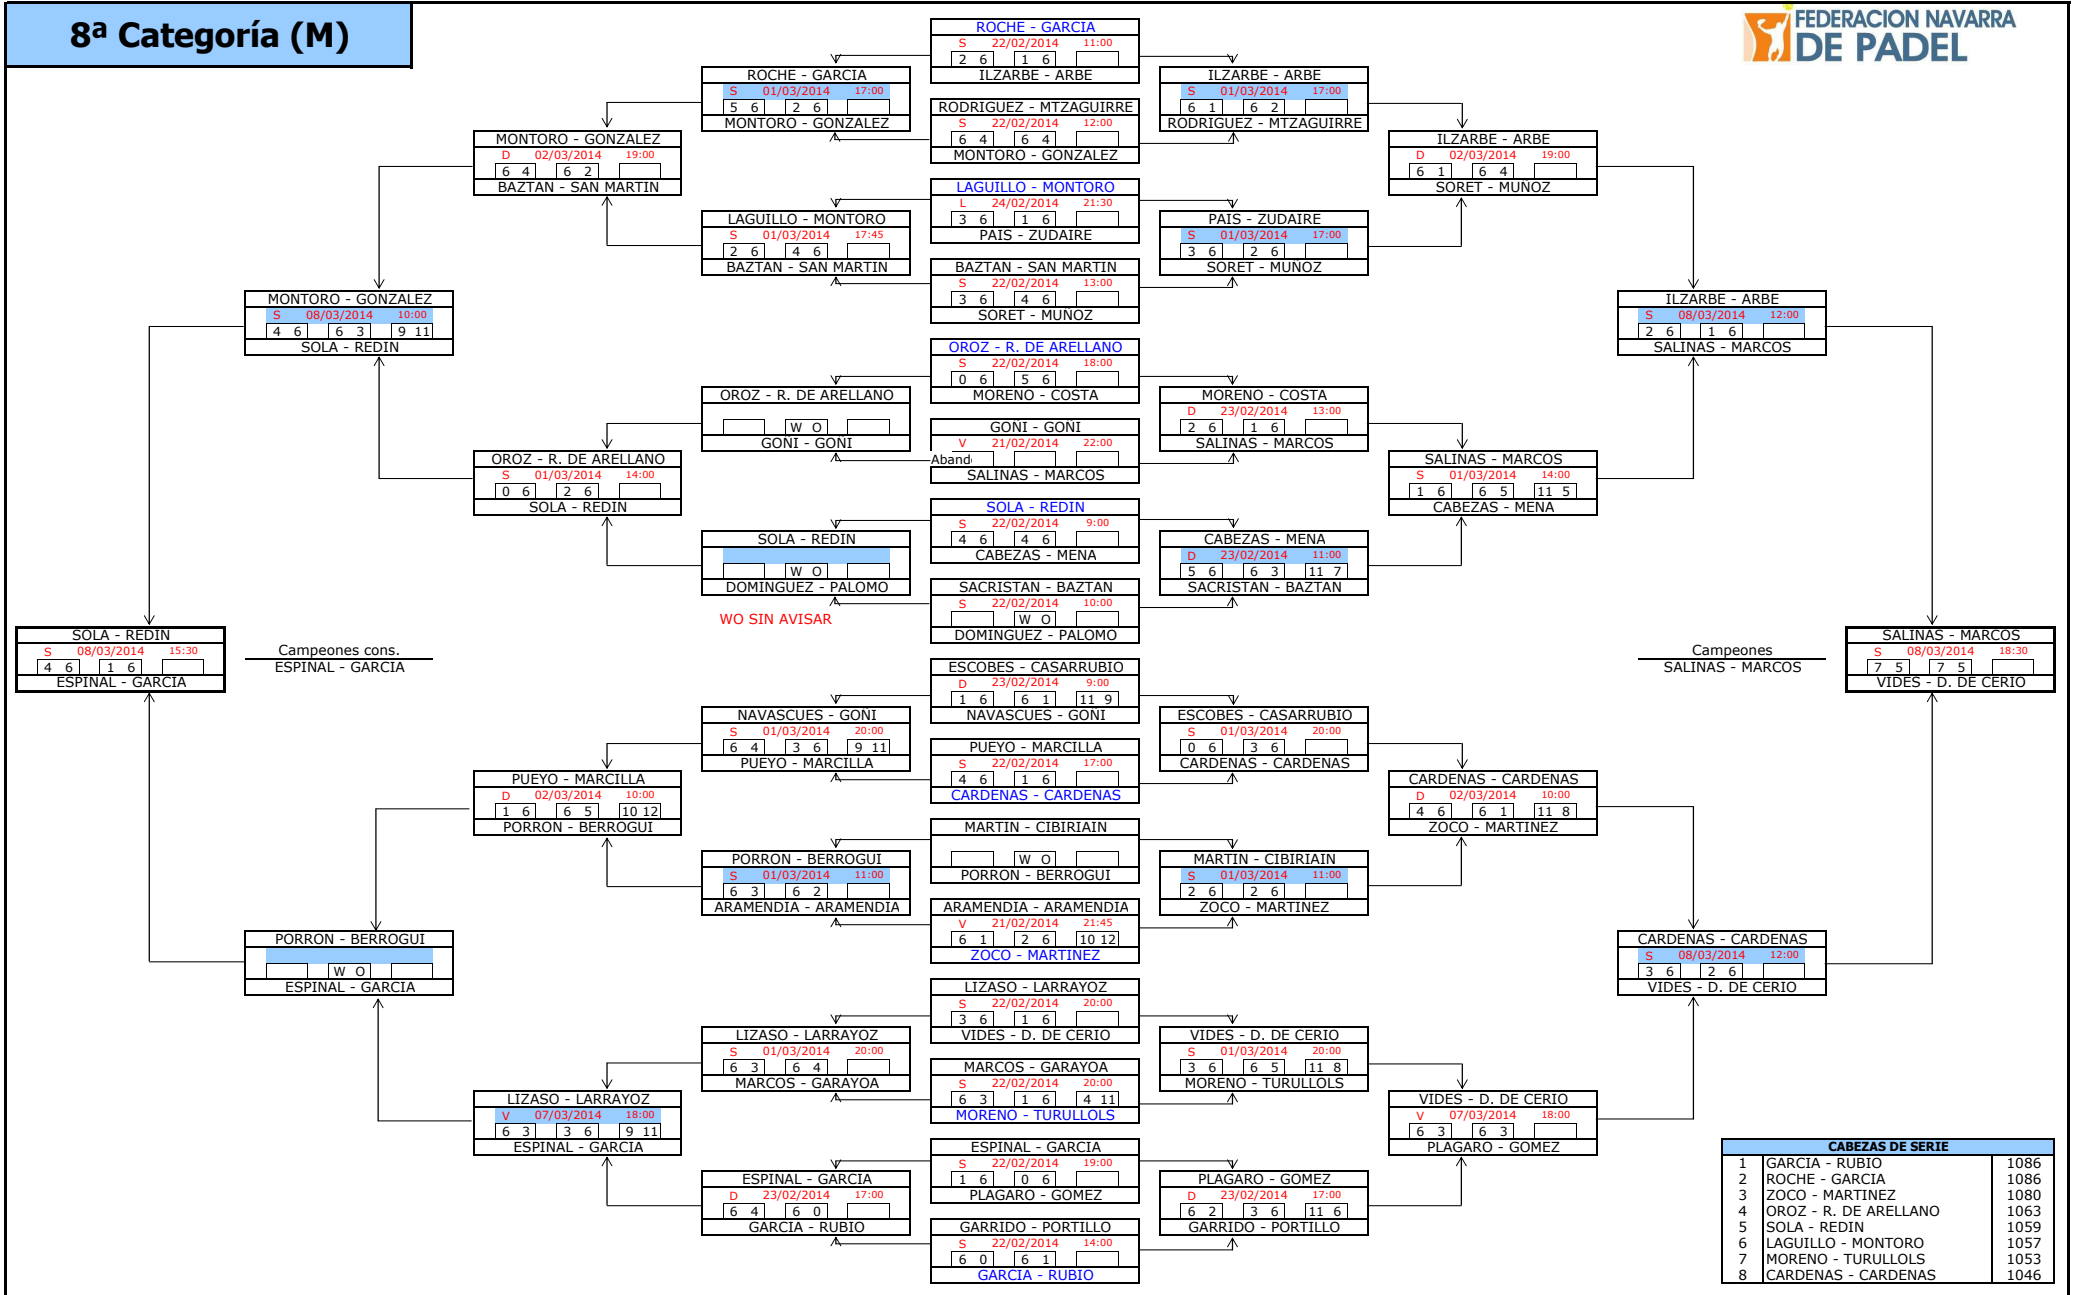 8ª Categoría (M)
FEDERACION NAVARRA
DE PADEL
ROCHE - GARCIA
S 22/02/2014 11:00
2 6 1 6
ILZARBE - ARBE
RODRIGUEZ - MTZAGUIRRE
S 22/02/2014 12:00
6 4 6 4
MONTORO - GONZALEZ
LAGUILLO - MONTORO
L 24/02/2014 21:30
3 6 1 6
PAIS - ZUDAIRE
BAZTAN - SAN MARTIN
S 22/02/2014 13:00
3 6 4 6
SORET - MUÑOZ
OROZ - R. DE ARELLANO
S 22/02/2014 18:00
0 6 5 6
MORENO - COSTA
GOÑI - GOÑI
V 21/02/2014 22:00
Aband
SALINAS - MARCOS
SOLA - REDIN
S 22/02/2014 9:00
4 6 4 6
CABEZAS - MENA
SACRISTAN - BAZTAN
S 22/02/2014 10:00
W O
DOMINGUEZ - PALOMO
ESCOBES - CASARRUBIO
D 23/02/2014 9:00
1 6 6 1 11 9
NAVASCUES - GOÑI
PUEYO - MARCILLA
S 22/02/2014 17:00
4 6 1 6
CARDENAS - CARDENAS
MARTIN - CIBIRIAIN
W O
PORRON - BERROGUI
ARAMENDIA - ARAMENDIA
V 21/02/2014 21:45
6 1 2 6 10 12
ZOCO - MARTINEZ
LIZASO - LARRAYOZ
S 22/02/2014 20:00
3 6 1 6
VIDES - D. DE CERIO
MARCOS - GARAYOA
S 22/02/2014 20:00
6 3 1 6 4 11
MORENO - TURULLOLS
ESPINAL - GARCIA
S 22/02/2014 19:00
1 6 0 6
PLAGARO - GOMEZ
GARRIDO - PORTILLO
S 22/02/2014 14:00
6 0 6 1
GARCIA - RUBIO
ROCHE - GARCIA
S 01/03/2014 17:00
5 6 2 6
MONTORO - GONZALEZ
LAGUILLO - MONTORO
S 01/03/2014 17:45
2 6 4 6
BAZTAN - SAN MARTIN
OROZ - R. DE ARELLANO
W O
GOÑI - GOÑI
SOLA - REDIN
W O
DOMINGUEZ - PALOMO
WO SIN AVISAR
NAVASCUES - GOÑI
S 01/03/2014 20:00
6 4 3 6 9 11
PUEYO - MARCILLA
PORRON - BERROGUI
S 01/03/2014 11:00
6 3 6 2
ARAMENDIA - ARAMENDIA
LIZASO - LARRAYOZ
S 01/03/2014 20:00
6 3 6 4
MARCOS - GARAYOA
ESPINAL - GARCIA
D 23/02/2014 17:00
6 4 6 0
GARCIA - RUBIO
MONTORO - GONZALEZ
D 02/03/2014 19:00
6 4 6 2
BAZTAN - SAN MARTIN
OROZ - R. DE ARELLANO
S 01/03/2014 14:00
0 6 2 6
SOLA - REDIN
PUEYO - MARCILLA
D 02/03/2014 10:00
1 6 6 5 10 12
PORRON - BERROGUI
LIZASO - LARRAYOZ
V 07/03/2014 18:00
6 3 3 6 9 11
ESPINAL - GARCIA
MONTORO - GONZALEZ
S 08/03/2014 10:00
4 6 6 3 9 11
SOLA - REDIN
PORRON - BERROGUI
W O
ESPINAL - GARCIA
SOLA - REDIN
S 08/03/2014 15:30
4 6 1 6
ESPINAL - GARCIA
Campeones cons.
ESPINAL - GARCIA
ILZARBE - ARBE
S 01/03/2014 17:00
6 1 6 2
RODRIGUEZ - MTZAGUIRRE
PAIS - ZUDAIRE
S 01/03/2014 17:00
3 6 2 6
SORET - MUÑOZ
MORENO - COSTA
D 23/02/2014 13:00
2 6 1 6
SALINAS - MARCOS
CABEZAS - MENA
D 23/02/2014 11:00
5 6 6 3 11 7
SACRISTAN - BAZTAN
ESCOBES - CASARRUBIO
S 01/03/2014 20:00
0 6 3 6
CARDENAS - CARDENAS
MARTIN - CIBIRIAIN
S 01/03/2014 11:00
2 6 2 6
ZOCO - MARTINEZ
VIDES - D. DE CERIO
S 01/03/2014 20:00
3 6 6 5 11 8
MORENO - TURULLOLS
PLAGARO - GOMEZ
D 23/02/2014 17:00
6 2 3 6 11 6
GARRIDO - PORTILLO
ILZARBE - ARBE
D 02/03/2014 19:00
6 1 6 4
SORET - MUÑOZ
SALINAS - MARCOS
S 01/03/2014 14:00
1 6 6 5 11 5
CABEZAS - MENA
CARDENAS - CARDENAS
D 02/03/2014 10:00
4 6 6 1 11 8
ZOCO - MARTINEZ
VIDES - D. DE CERIO
V 07/03/2014 18:00
6 3 6 3
PLAGARO - GOMEZ
ILZARBE - ARBE
S 08/03/2014 12:00
2 6 1 6
SALINAS - MARCOS
CARDENAS - CARDENAS
S 08/03/2014 12:00
3 6 2 6
VIDES - D. DE CERIO
Campeones
SALINAS - MARCOS
SALINAS - MARCOS
S 08/03/2014 18:30
7 5 7 5
VIDES - D. DE CERIO
CABEZAS DE SERIE
1 GARCIA - RUBIO 1086
2 ROCHE - GARCIA 1086
3 ZOCO - MARTINEZ 1080
4 OROZ - R. DE ARELLANO 1063
5 SOLA - REDIN 1059
6 LAGUILLO - MONTORO 1057
7 MORENO - TURULLOLS 1053
8 CARDENAS - CARDENAS 1046